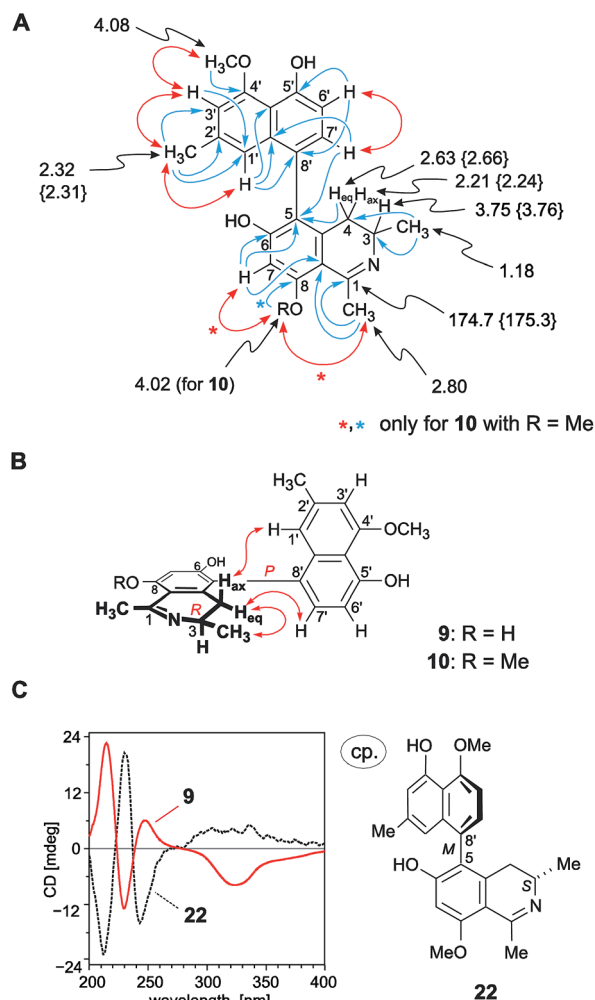 A
4.08
H₃CO
OH
4'
5'
H
3'
6'
H
2'
7'
H₃C
1'
8'
H
H
2.32
{2.31}
2.63 {2.66}
2.21 {2.24}
3.75 {3.76}
HeqHax
H
HO
5
4
3
CH₃
6
7
8
1
N
H
RO
CH₃
1.18
174.7 {175.3}
4.02 (for 10)
2.80
*
*
*
*,* only for 10 with R = Me
B
H₃C
H
2'
3'
H
1'
4'
OCH₃
6
OH
RO
8
Hax
P
8'
5'
OH
R
Heq
7'
6'
H₃C
1
N
3
CH₃
H
H
H
9: R = H
10: R = Me
C
24
12
0
−12
−24
CD [mdeg]
9
22
200
250
300
350
400
wavelength [nm]
cp.
HO
OMe
Me
8'
M
5
HO
S
Me
N
MeO
Me
22